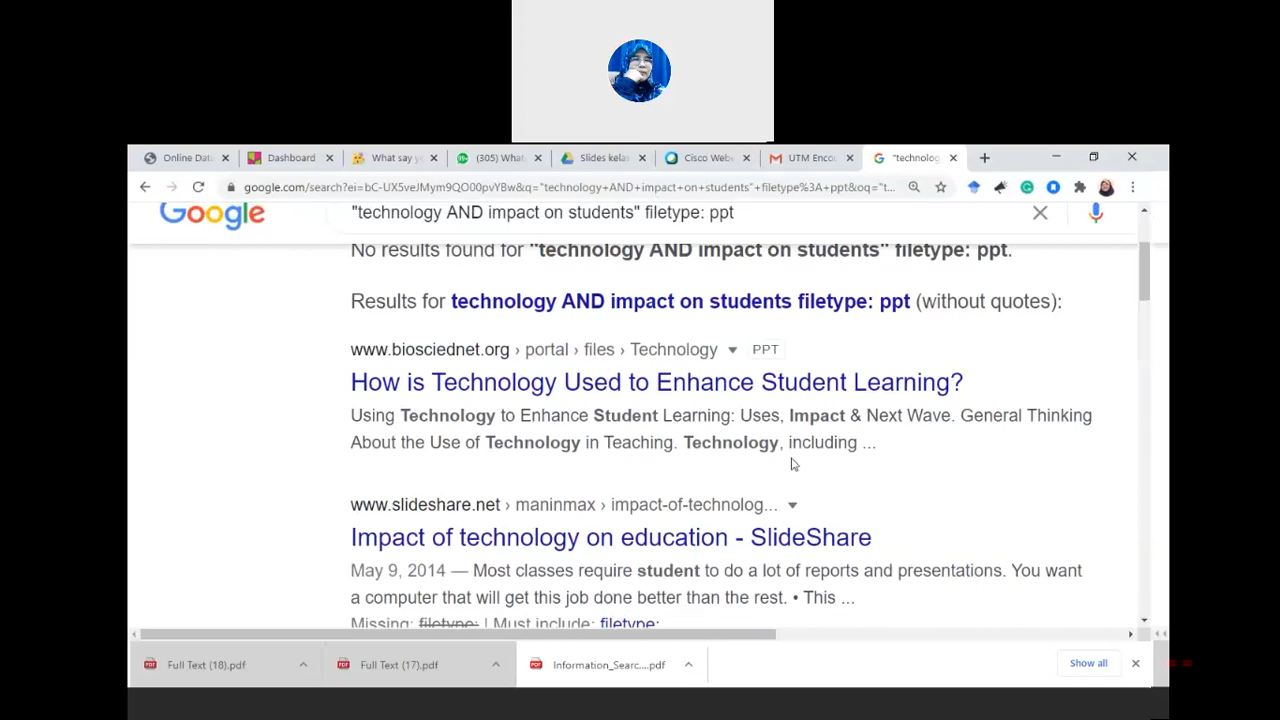 Online Data
Dashboard
What say yo
(305) What
Slides kelas
Cisco Web
UTM Enco
"technolog
google.com/search?ei=bC-UX5veJMym9QO00pvYBw&q="technology+AND+impact+on+students"+filetype%3A+ppt&oq="t...
Google
"technology AND impact on students" filetype: ppt
No results found for "technology AND impact on students" filetype: ppt.
Results for technology AND impact on students filetype: ppt (without quotes):
www.biosciednet.org › portal › files › Technology PPT
How is Technology Used to Enhance Student Learning?
Using Technology to Enhance Student Learning: Uses, Impact & Next Wave. General Thinking
About the Use of Technology in Teaching. Technology, including ...
www.slideshare.net › maninmax › impact-of-technolog...
Impact of technology on education - SlideShare
May 9, 2014 — Most classes require student to do a lot of reports and presentations. You want
a computer that will get this job done better than the rest. • This ...
Missing: filetype: | Must include: filetype:
Full Text (18).pdf
Full Text (17).pdf
Information_Searc....pdf
Show all